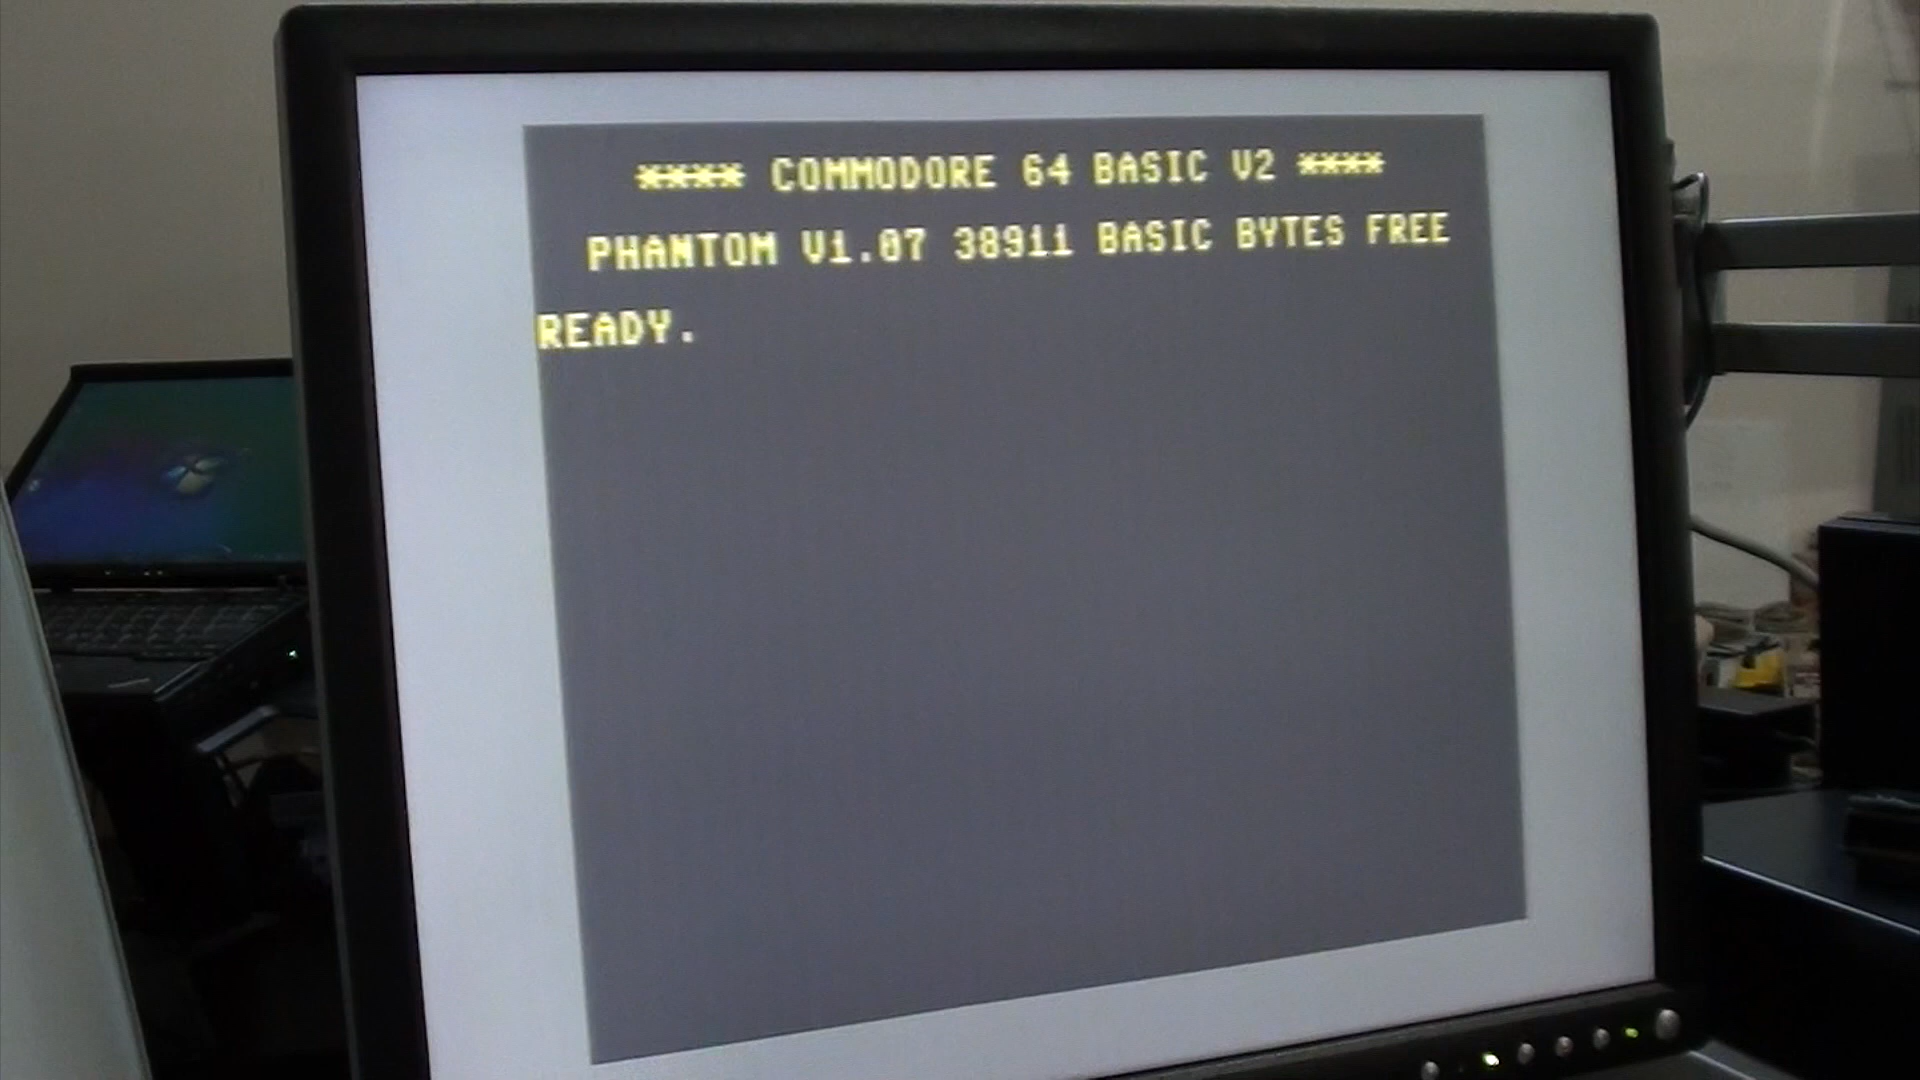 **** COMMODORE 64 BASIC V2 ****
PHANTOM V1.07 38911 BASIC BYTES FREE
READY.